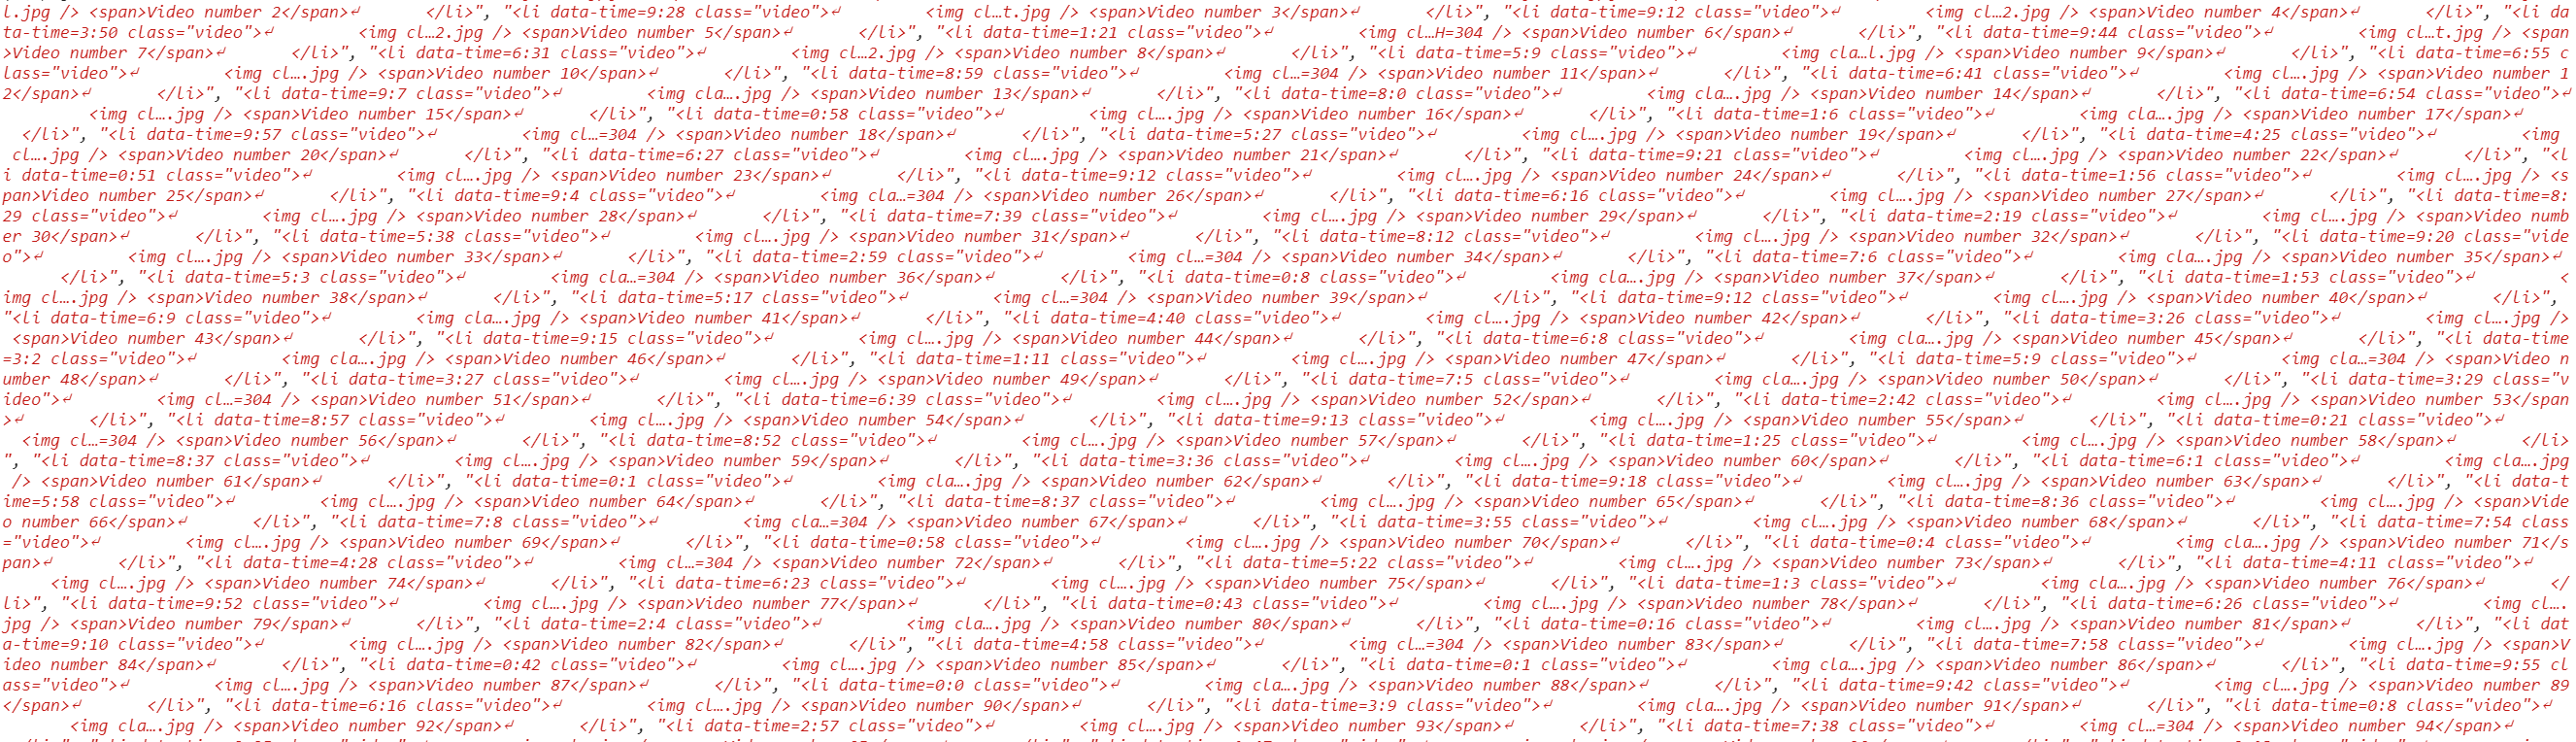 l.jpg /> <span>Video number 2</span>↵ </li>", "<li data-time=9:28 class="video">↵ <img cl…t.jpg /> <span>Video number 3</span>↵ </li>", "<li data-time=9:12 class="video">↵ <img cl…2.jpg /> <span>Video number 4</span>↵ </li>", "<li da
ta-time=3:50 class="video">↵ <img cl…2.jpg /> <span>Video number 5</span>↵ </li>", "<li data-time=1:21 class="video">↵ <img cl…H=304 /> <span>Video number 6</span>↵ </li>", "<li data-time=9:44 class="video">↵ <img cl…t.jpg /> <span
>Video number 7</span>↵ </li>", "<li data-time=6:31 class="video">↵ <img cl…2.jpg /> <span>Video number 8</span>↵ </li>", "<li data-time=5:9 class="video">↵ <img cla…l.jpg /> <span>Video number 9</span>↵ </li>", "<li data-time=6:55 c
lass="video">↵ <img cl….jpg /> <span>Video number 10</span>↵ </li>", "<li data-time=8:59 class="video">↵ <img cl…=304 /> <span>Video number 11</span>↵ </li>", "<li data-time=6:41 class="video">↵ <img cl….jpg /> <span>Video number 1
2</span>↵ </li>", "<li data-time=9:7 class="video">↵ <img cla….jpg /> <span>Video number 13</span>↵ </li>", "<li data-time=8:0 class="video">↵ <img cla….jpg /> <span>Video number 14</span>↵ </li>", "<li data-time=6:54 class="video">↵
<img cl….jpg /> <span>Video number 15</span>↵ </li>", "<li data-time=0:58 class="video">↵ <img cl….jpg /> <span>Video number 16</span>↵ </li>", "<li data-time=1:6 class="video">↵ <img cla….jpg /> <span>Video number 17</span>↵
</li>", "<li data-time=9:57 class="video">↵ <img cl…=304 /> <span>Video number 18</span>↵ </li>", "<li data-time=5:27 class="video">↵ <img cl….jpg /> <span>Video number 19</span>↵ </li>", "<li data-time=4:25 class="video">↵ <img
cl….jpg /> <span>Video number 20</span>↵ </li>", "<li data-time=6:27 class="video">↵ <img cl….jpg /> <span>Video number 21</span>↵ </li>", "<li data-time=9:21 class="video">↵ <img cl….jpg /> <span>Video number 22</span>↵ </li>", "<l
i data-time=0:51 class="video">↵ <img cl….jpg /> <span>Video number 23</span>↵ </li>", "<li data-time=9:12 class="video">↵ <img cl….jpg /> <span>Video number 24</span>↵ </li>", "<li data-time=1:56 class="video">↵ <img cl….jpg /> <s
pan>Video number 25</span>↵ </li>", "<li data-time=9:4 class="video">↵ <img cla…=304 /> <span>Video number 26</span>↵ </li>", "<li data-time=6:16 class="video">↵ <img cl….jpg /> <span>Video number 27</span>↵ </li>", "<li data-time=8:
29 class="video">↵ <img cl….jpg /> <span>Video number 28</span>↵ </li>", "<li data-time=7:39 class="video">↵ <img cl….jpg /> <span>Video number 29</span>↵ </li>", "<li data-time=2:19 class="video">↵ <img cl….jpg /> <span>Video numb
er 30</span>↵ </li>", "<li data-time=5:38 class="video">↵ <img cl….jpg /> <span>Video number 31</span>↵ </li>", "<li data-time=8:12 class="video">↵ <img cl….jpg /> <span>Video number 32</span>↵ </li>", "<li data-time=9:20 class="vide
o">↵ <img cl….jpg /> <span>Video number 33</span>↵ </li>", "<li data-time=2:59 class="video">↵ <img cl…=304 /> <span>Video number 34</span>↵ </li>", "<li data-time=7:6 class="video">↵ <img cla….jpg /> <span>Video number 35</span>↵
</li>", "<li data-time=5:3 class="video">↵ <img cla…=304 /> <span>Video number 36</span>↵ </li>", "<li data-time=0:8 class="video">↵ <img cla….jpg /> <span>Video number 37</span>↵ </li>", "<li data-time=1:53 class="video">↵ <
img cl….jpg /> <span>Video number 38</span>↵ </li>", "<li data-time=5:17 class="video">↵ <img cl…=304 /> <span>Video number 39</span>↵ </li>", "<li data-time=9:12 class="video">↵ <img cl….jpg /> <span>Video number 40</span>↵ </li>",
"<li data-time=6:9 class="video">↵ <img cla….jpg /> <span>Video number 41</span>↵ </li>", "<li data-time=4:40 class="video">↵ <img cl….jpg /> <span>Video number 42</span>↵ </li>", "<li data-time=3:26 class="video">↵ <img cl….jpg />
<span>Video number 43</span>↵ </li>", "<li data-time=9:15 class="video">↵ <img cl….jpg /> <span>Video number 44</span>↵ </li>", "<li data-time=6:8 class="video">↵ <img cla….jpg /> <span>Video number 45</span>↵ </li>", "<li data-time
=3:2 class="video">↵ <img cla….jpg /> <span>Video number 46</span>↵ </li>", "<li data-time=1:11 class="video">↵ <img cl….jpg /> <span>Video number 47</span>↵ </li>", "<li data-time=5:9 class="video">↵ <img cla…=304 /> <span>Video n
umber 48</span>↵ </li>", "<li data-time=3:27 class="video">↵ <img cl….jpg /> <span>Video number 49</span>↵ </li>", "<li data-time=7:5 class="video">↵ <img cla….jpg /> <span>Video number 50</span>↵ </li>", "<li data-time=3:29 class="v
ideo">↵ <img cl…=304 /> <span>Video number 51</span>↵ </li>", "<li data-time=6:39 class="video">↵ <img cl….jpg /> <span>Video number 52</span>↵ </li>", "<li data-time=2:42 class="video">↵ <img cl….jpg /> <span>Video number 53</span
>↵ </li>", "<li data-time=8:57 class="video">↵ <img cl….jpg /> <span>Video number 54</span>↵ </li>", "<li data-time=9:13 class="video">↵ <img cl….jpg /> <span>Video number 55</span>↵ </li>", "<li data-time=0:21 class="video">↵
<img cl…=304 /> <span>Video number 56</span>↵ </li>", "<li data-time=8:52 class="video">↵ <img cl….jpg /> <span>Video number 57</span>↵ </li>", "<li data-time=1:25 class="video">↵ <img cl….jpg /> <span>Video number 58</span>↵ </li>
", "<li data-time=8:37 class="video">↵ <img cl….jpg /> <span>Video number 59</span>↵ </li>", "<li data-time=3:36 class="video">↵ <img cl….jpg /> <span>Video number 60</span>↵ </li>", "<li data-time=6:1 class="video">↵ <img cla….jpg
/> <span>Video number 61</span>↵ </li>", "<li data-time=0:1 class="video">↵ <img cla….jpg /> <span>Video number 62</span>↵ </li>", "<li data-time=9:18 class="video">↵ <img cl….jpg /> <span>Video number 63</span>↵ </li>", "<li data-t
ime=5:58 class="video">↵ <img cl….jpg /> <span>Video number 64</span>↵ </li>", "<li data-time=8:37 class="video">↵ <img cl….jpg /> <span>Video number 65</span>↵ </li>", "<li data-time=8:36 class="video">↵ <img cl….jpg /> <span>Vide
o number 66</span>↵ </li>", "<li data-time=7:8 class="video">↵ <img cla…=304 /> <span>Video number 67</span>↵ </li>", "<li data-time=3:55 class="video">↵ <img cl….jpg /> <span>Video number 68</span>↵ </li>", "<li data-time=7:54 class
="video">↵ <img cl….jpg /> <span>Video number 69</span>↵ </li>", "<li data-time=0:58 class="video">↵ <img cl….jpg /> <span>Video number 70</span>↵ </li>", "<li data-time=0:4 class="video">↵ <img cla….jpg /> <span>Video number 71</s
pan>↵ </li>", "<li data-time=4:28 class="video">↵ <img cl…=304 /> <span>Video number 72</span>↵ </li>", "<li data-time=5:22 class="video">↵ <img cl….jpg /> <span>Video number 73</span>↵ </li>", "<li data-time=4:11 class="video">↵
<img cl….jpg /> <span>Video number 74</span>↵ </li>", "<li data-time=6:23 class="video">↵ <img cl….jpg /> <span>Video number 75</span>↵ </li>", "<li data-time=1:3 class="video">↵ <img cla….jpg /> <span>Video number 76</span>↵ </
li>", "<li data-time=9:52 class="video">↵ <img cl….jpg /> <span>Video number 77</span>↵ </li>", "<li data-time=0:43 class="video">↵ <img cl….jpg /> <span>Video number 78</span>↵ </li>", "<li data-time=6:26 class="video">↵ <img cl….
jpg /> <span>Video number 79</span>↵ </li>", "<li data-time=2:4 class="video">↵ <img cla….jpg /> <span>Video number 80</span>↵ </li>", "<li data-time=0:16 class="video">↵ <img cl….jpg /> <span>Video number 81</span>↵ </li>", "<li dat
a-time=9:10 class="video">↵ <img cl….jpg /> <span>Video number 82</span>↵ </li>", "<li data-time=4:58 class="video">↵ <img cl…=304 /> <span>Video number 83</span>↵ </li>", "<li data-time=7:58 class="video">↵ <img cl….jpg /> <span>V
ideo number 84</span>↵ </li>", "<li data-time=0:42 class="video">↵ <img cl….jpg /> <span>Video number 85</span>↵ </li>", "<li data-time=0:1 class="video">↵ <img cla….jpg /> <span>Video number 86</span>↵ </li>", "<li data-time=9:55 cl
ass="video">↵ <img cl….jpg /> <span>Video number 87</span>↵ </li>", "<li data-time=0:0 class="video">↵ <img cla….jpg /> <span>Video number 88</span>↵ </li>", "<li data-time=9:42 class="video">↵ <img cl….jpg /> <span>Video number 89
</span>↵ </li>", "<li data-time=6:16 class="video">↵ <img cl….jpg /> <span>Video number 90</span>↵ </li>", "<li data-time=3:9 class="video">↵ <img cla….jpg /> <span>Video number 91</span>↵ </li>", "<li data-time=0:8 class="video">↵
<img cla….jpg /> <span>Video number 92</span>↵ </li>", "<li data-time=2:57 class="video">↵ <img cl….jpg /> <span>Video number 93</span>↵ </li>", "<li data-time=7:38 class="video">↵ <img cl…=304 /> <span>Video number 94</span>↵